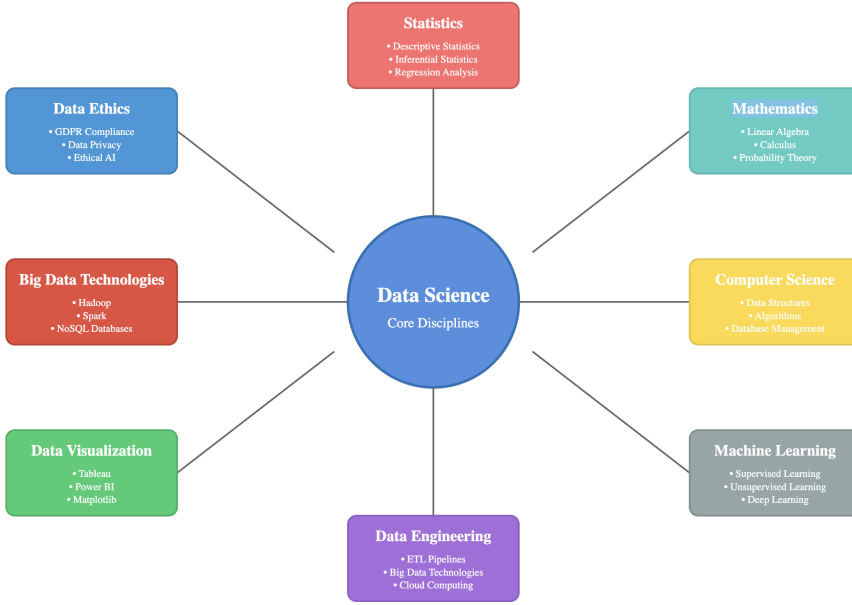 Statistics
• Descriptive Statistics
• Inferential Statistics
• Regression Analysis
Data Ethics
• GDPR Compliance
• Data Privacy
• Ethical AI
Mathematics
• Linear Algebra
• Calculus
• Probability Theory
Big Data Technologies
• Hadoop
• Spark
• NoSQL Databases
Data Science
Core Disciplines
Computer Science
• Data Structures
• Algorithms
• Database Management
Data Visualization
• Tableau
• Power BI
• Matplotlib
Machine Learning
• Supervised Learning
• Unsupervised Learning
• Deep Learning
Data Engineering
• ETL Pipelines
• Big Data Technologies
• Cloud Computing